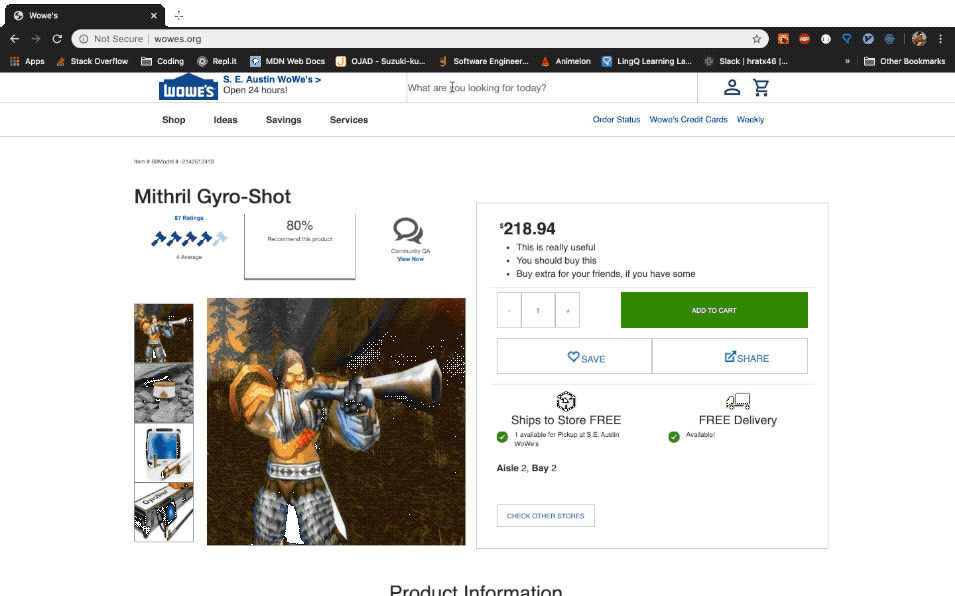 Wowe's
Not Secure | wowes.org
Apps Stack Overflow Coding Repl.it MDN Web Docs OJAD - Suzuki-ku... Software Engineer... Animelon LingQ Learning La... Slack | hratx46 |... » Other Bookmarks
WOWE'S
S. E. Austin WoWe's >
Open 24 hours!
What are you looking for today?
Shop Ideas Savings Services
Order Status Wowe's Credit Cards Weekly
Mithril Gyro-Shot
87 Ratings
4 Average
80%
Recommend this product
Community QA
View Now
$218.94
This is really useful
You should buy this
Buy extra for your friends, if you have some
- 1 +
ADD TO CART
SAVE
SHARE
Ships to Store FREE
1 available for Pickup at S.E. Austin
WoWe's
FREE Delivery
Available!
Aisle 2, Bay 2
CHECK OTHER STORES
Product Information